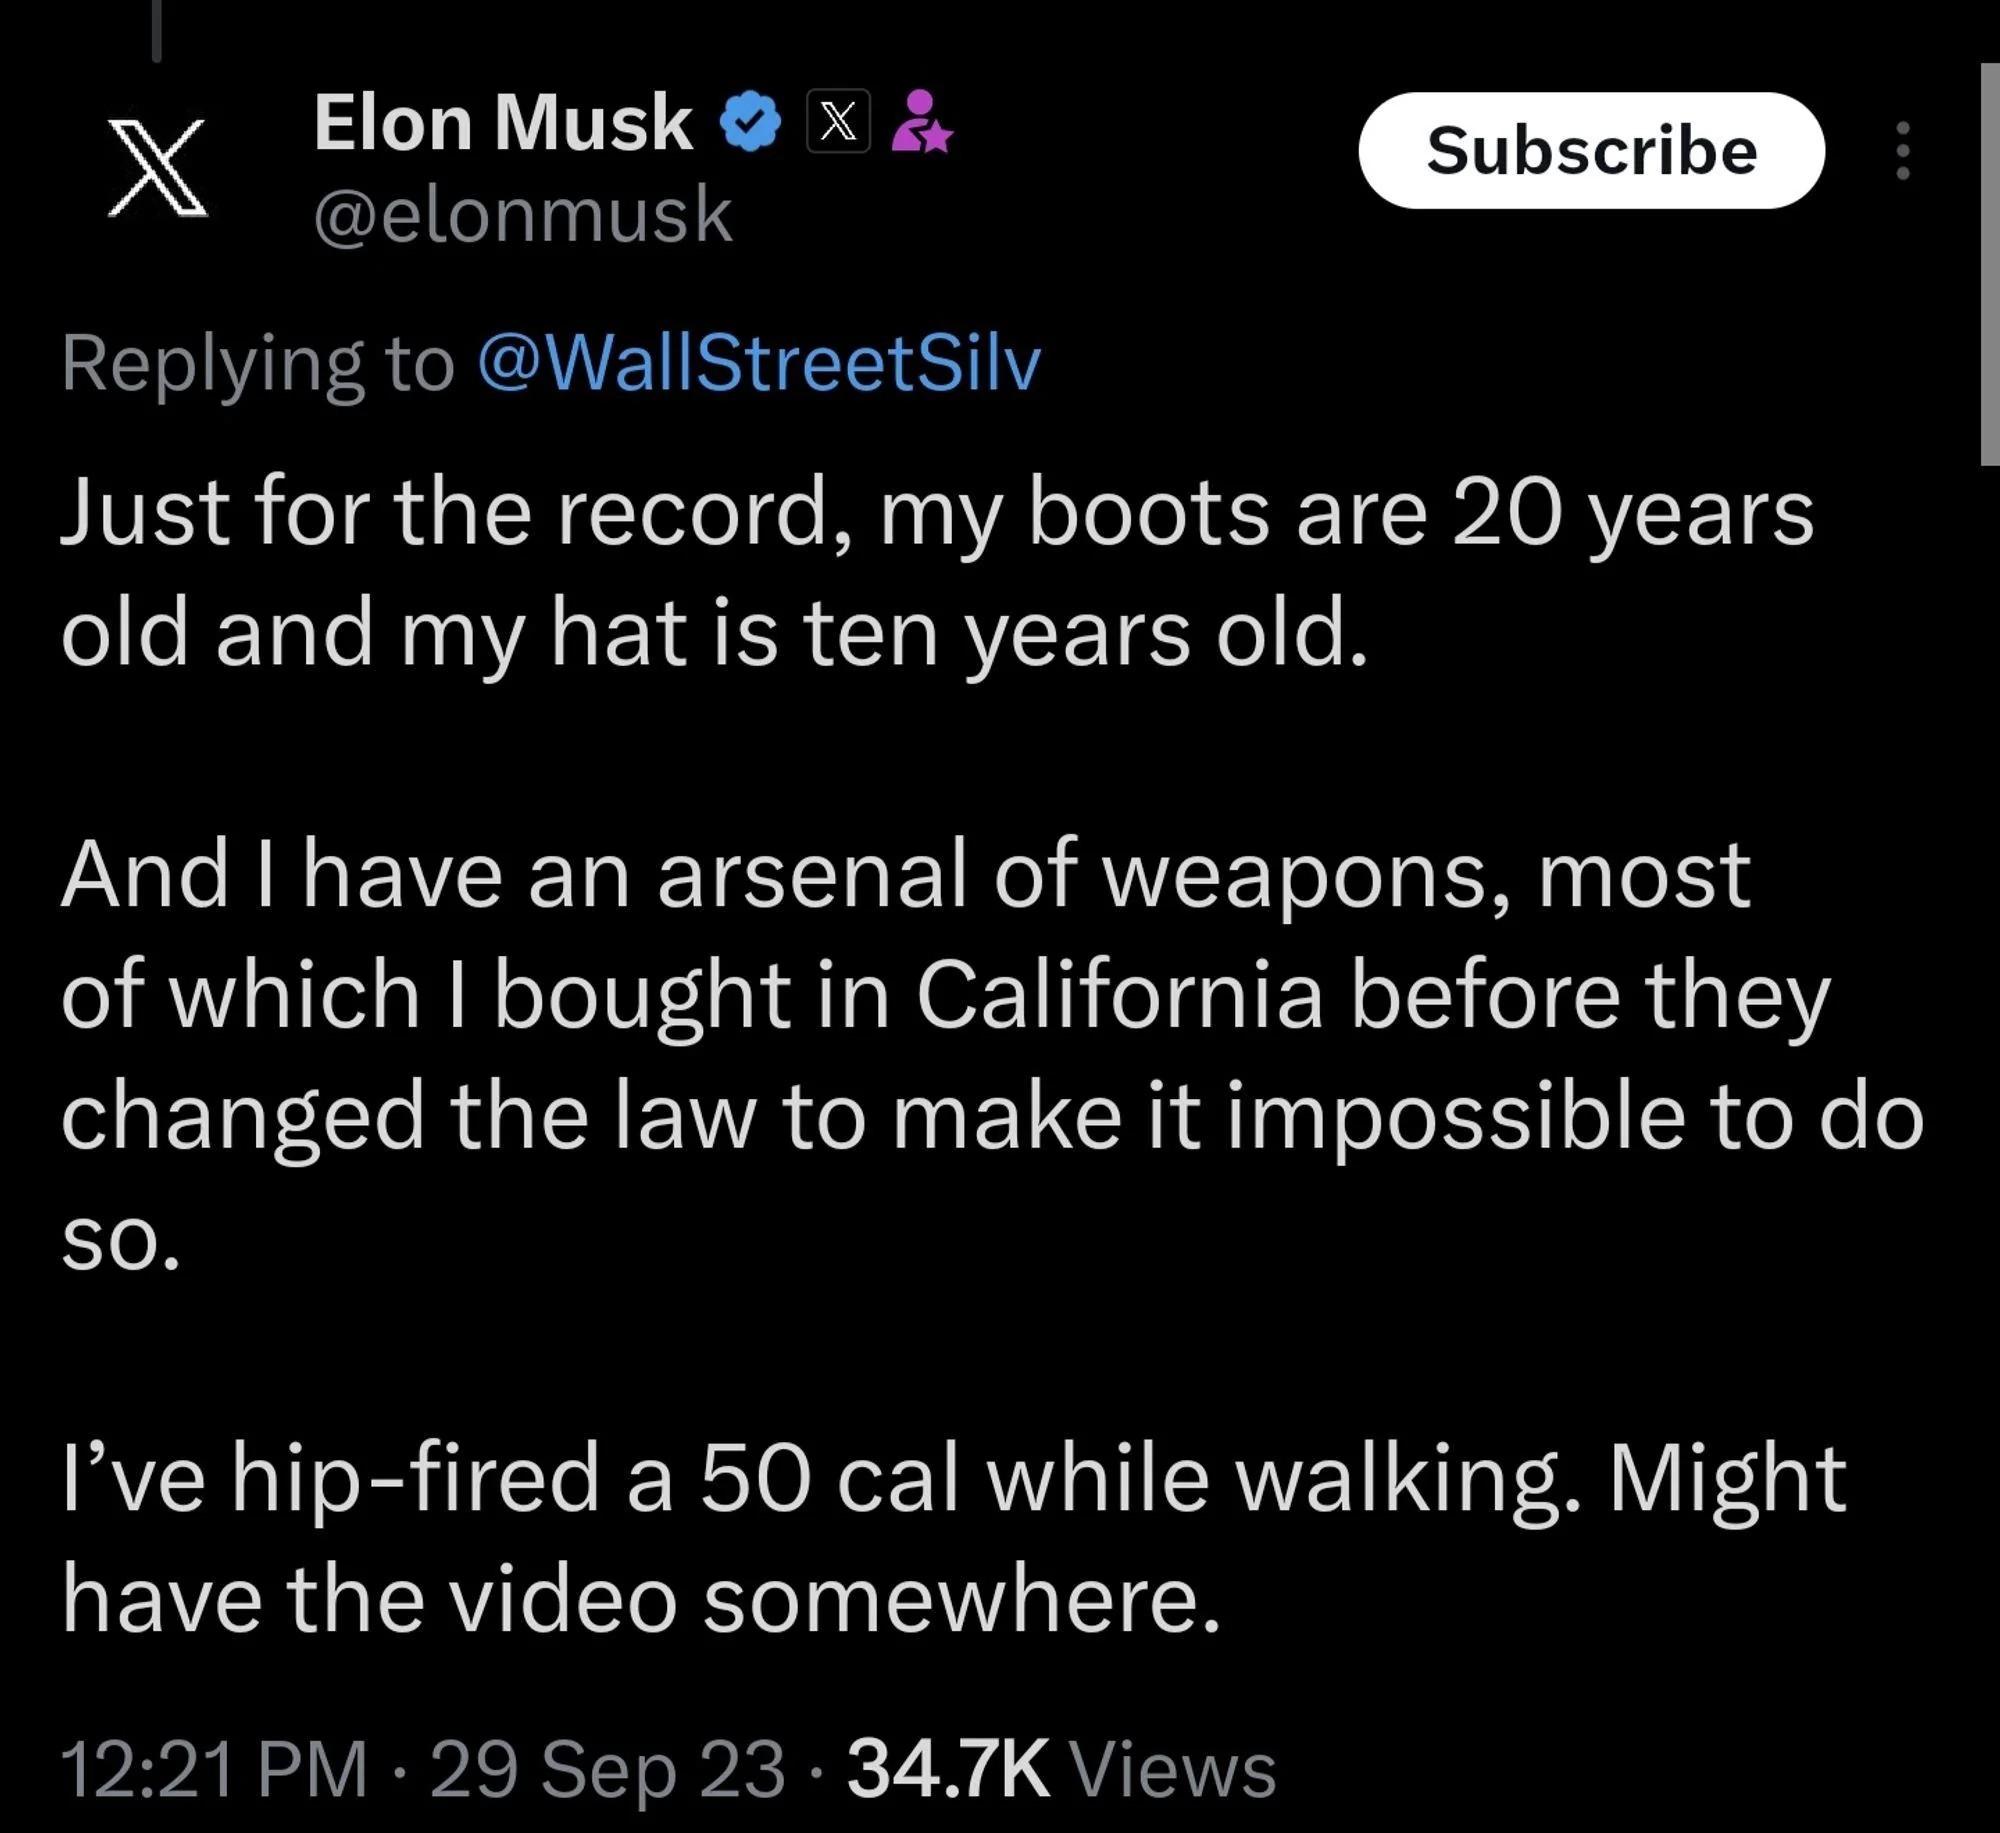 Elon Musk
@elonmusk
Subscribe
Replying to @WallStreetSilv
Just for the record, my boots are 20 years
old and my hat is ten years old.
And I have an arsenal of weapons, most
of which I bought in California before they
changed the law to make it impossible to do
so.
I’ve hip-fired a 50 cal while walking. Might
have the video somewhere.
12:21 PM · 29 Sep 23 · 34.7K Views